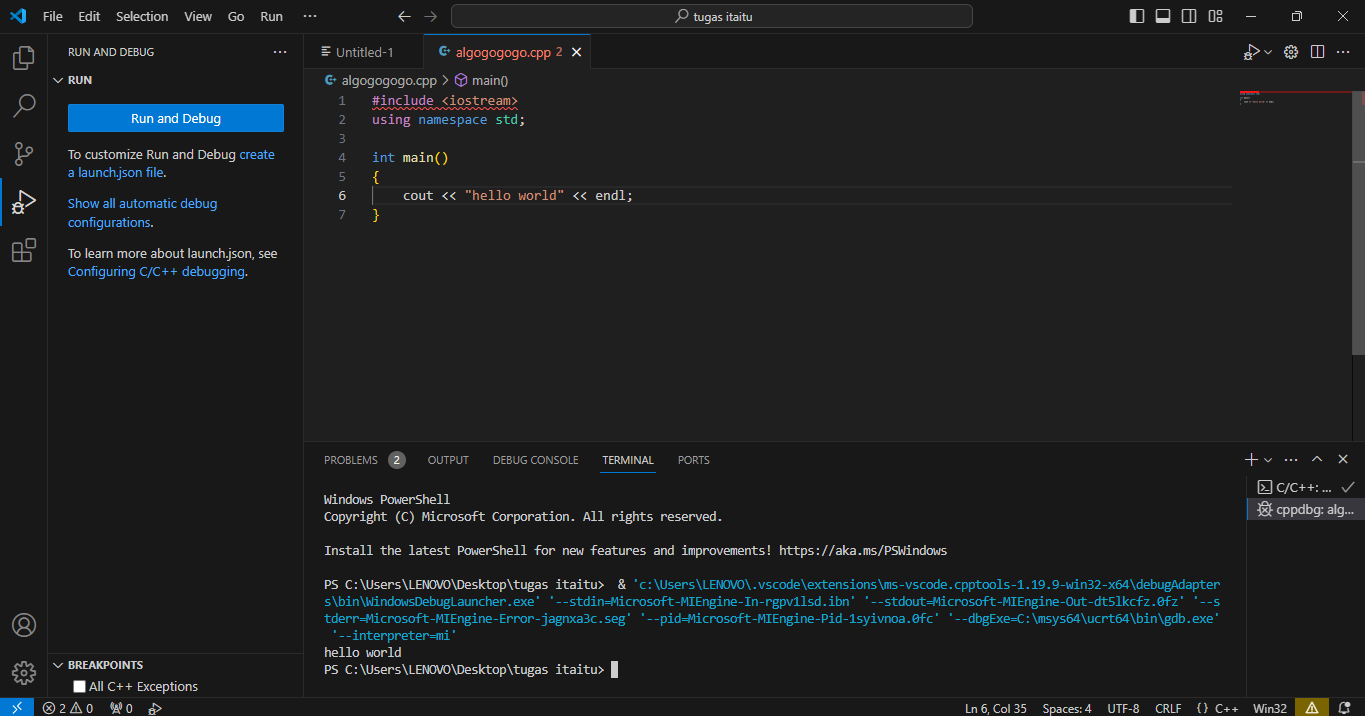 File Edit Selection View Go Run ···
tugas itaitu
RUN AND DEBUG ···
RUN
Run and Debug
To customize Run and Debug create
a launch.json file.
Show all automatic debug
configurations.
To learn more about launch.json, see
Configuring C/C++ debugging.
BREAKPOINTS
All C++ Exceptions
Untitled-1
algogogogo.cpp 2
algogogogo.cpp > main()
1 #include <iostream>
2 using namespace std;
3
4 int main()
5 {
6 cout << "hello world" << endl;
7 }
PROBLEMS 2 OUTPUT DEBUG CONSOLE TERMINAL PORTS
C/C++: ...
cppdbg: alg...
Windows PowerShell
Copyright (C) Microsoft Corporation. All rights reserved.
Install the latest PowerShell for new features and improvements! https://aka.ms/PSWindows
PS C:\Users\LENOVO\Desktop\tugas itaitu>  & 'c:\Users\LENOVO\.vscode\extensions\ms-vscode.cpptools-1.19.9-win32-x64\debugAdapter
s\bin\WindowsDebugLauncher.exe' '--stdin=Microsoft-MIEngine-In-rgpv1lsd.ibn' '--stdout=Microsoft-MIEngine-Out-dt5lkcfz.0fz' '--s
tderr=Microsoft-MIEngine-Error-jagnxa3c.seg' '--pid=Microsoft-MIEngine-Pid-1syivnoa.0fc' '--dbgExe=C:\msys64\ucrt64\bin\gdb.exe'
'--interpreter=mi'
hello world
PS C:\Users\LENOVO\Desktop\tugas itaitu>
2 0 0
Ln 6, Col 35 Spaces: 4 UTF-8 CRLF {} C++ Win32